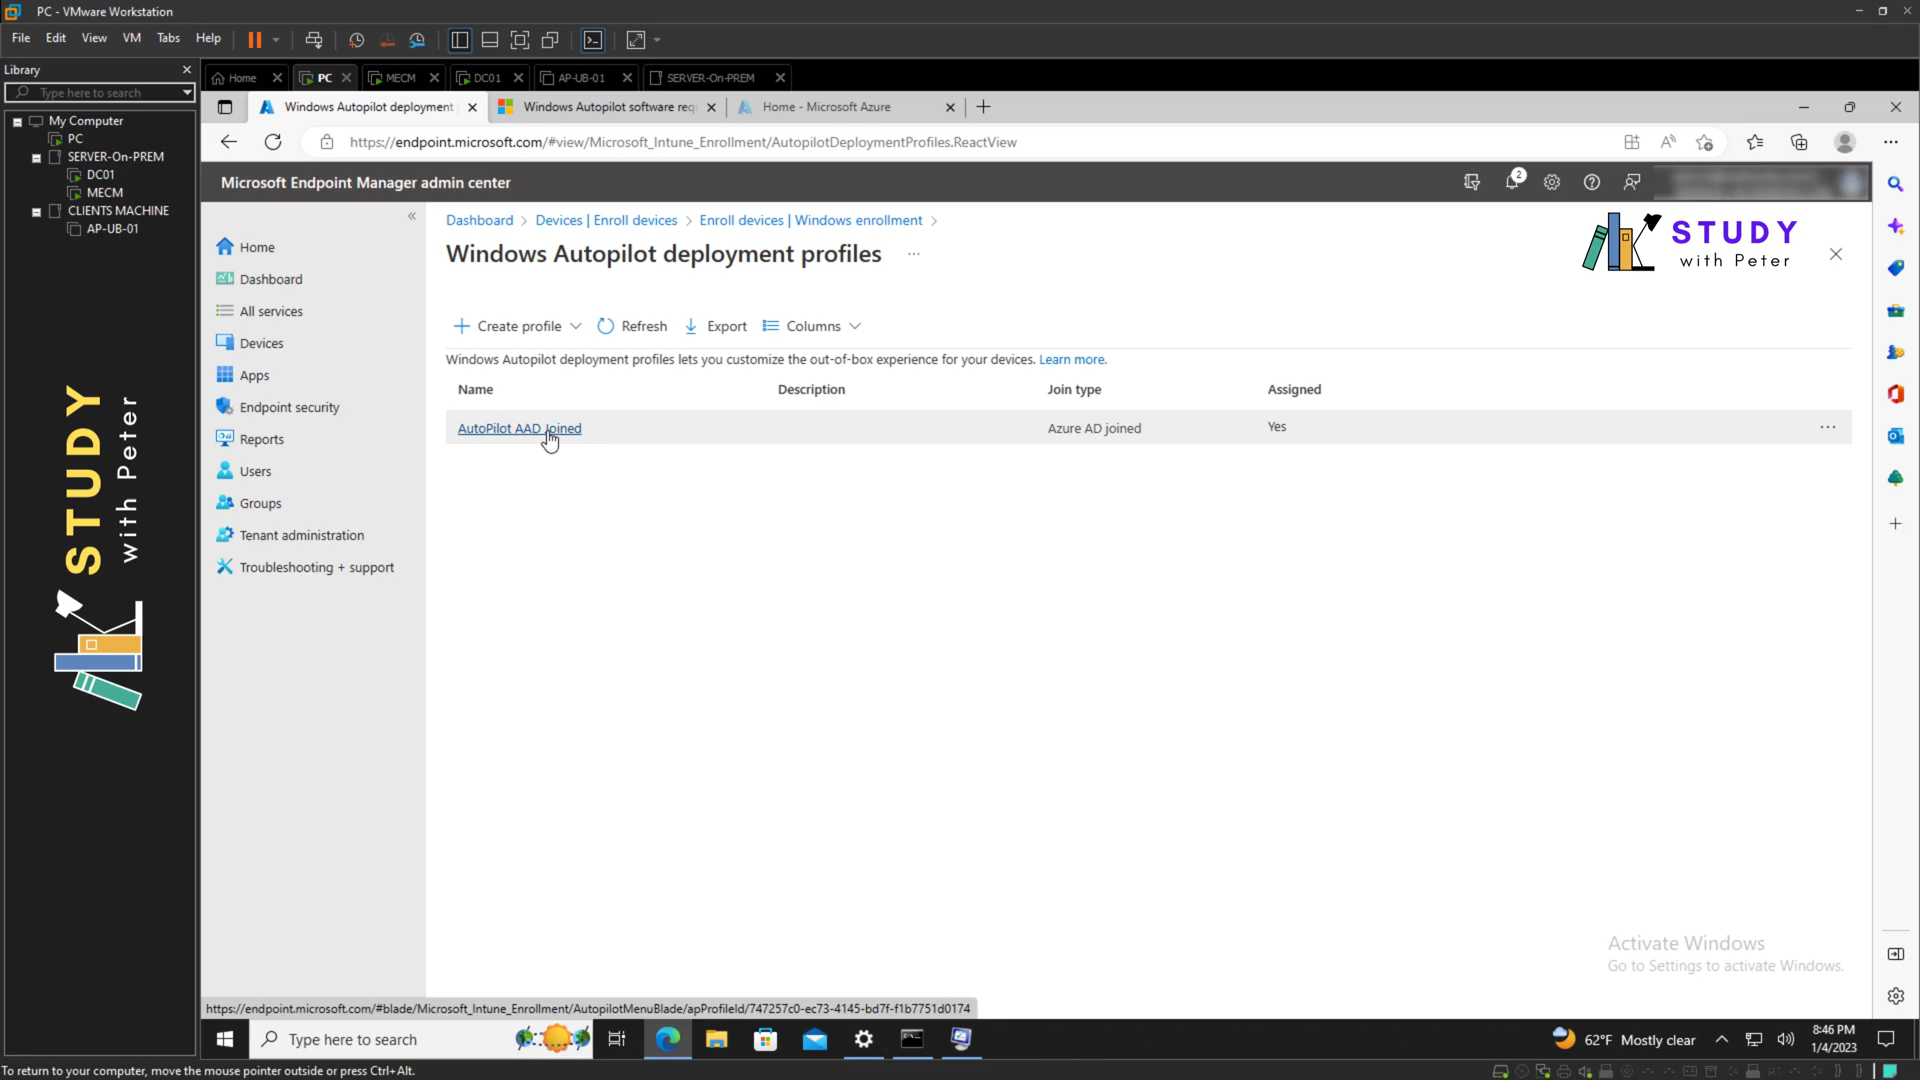 PC - VMware Workstation
File Edit View VM Tabs Help
Library
Type here to search
My Computer
PC
SERVER-On-PREM
DC01
MECM
CLIENTS MACHINE
AP-UB-01
STUDY
with Peter
Home
PC
MECM
DC01
AP-UB-01
SERVER-On-PREM
Windows Autopilot deployment
Windows Autopilot software req
Home - Microsoft Azure
https://endpoint.microsoft.com/#view/Microsoft_Intune_Enrollment/AutopilotDeploymentProfiles.ReactView
Microsoft Endpoint Manager admin center
2
Home
Dashboard
All services
Devices
Apps
Endpoint security
Reports
Users
Groups
Tenant administration
Troubleshooting + support
Dashboard > Devices | Enroll devices > Enroll devices | Windows enrollment >
Windows Autopilot deployment profiles ...
STUDY
with Peter
Create profile Refresh Export Columns
Windows Autopilot deployment profiles lets you customize the out-of-box experience for your devices. Learn more.
Name Description Join type Assigned
AutoPilot AAD Joined Azure AD joined Yes ...
Activate Windows
Go to Settings to activate Windows.
https://endpoint.microsoft.com/#blade/Microsoft_Intune_Enrollment/AutopilotMenuBlade/apProfileId/747257c0-ec73-4145-bd7f-f1b7751d0174
Type here to search
62°F Mostly clear
8:46 PM
1/4/2023
To return to your computer, move the mouse pointer outside or press Ctrl+Alt.